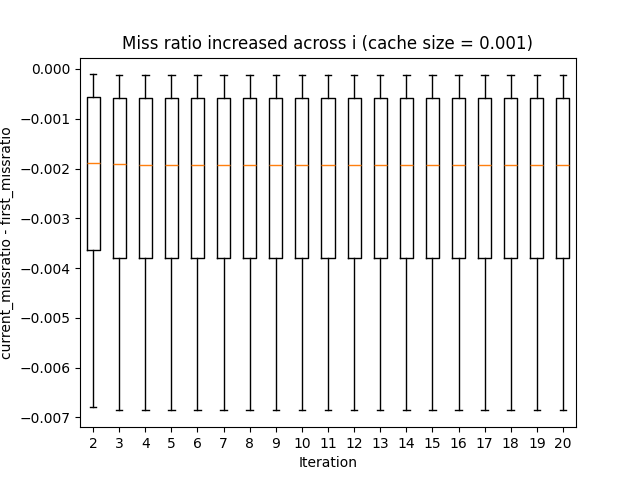 Miss ratio increased across i (cache size = 0.001)
0.000
−0.001
−0.002
−0.003
−0.004
−0.005
−0.006
−0.007
current_missratio - first_missratio
2 3 4 5 6 7 8 9 10 11 12 13 14 15 16 17 18 19 20
Iteration